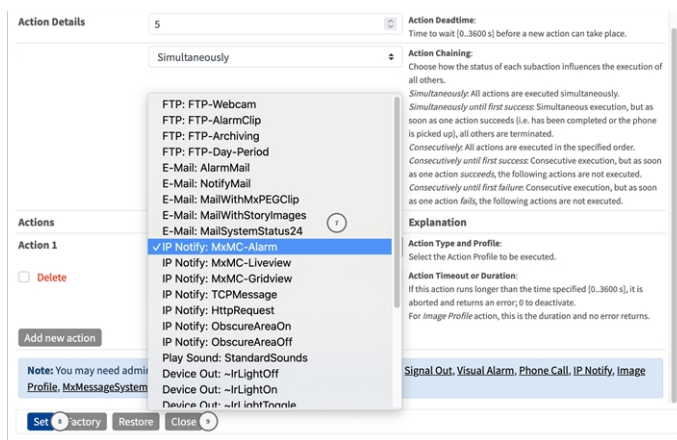 Action Details
5
Action Deadtime:
Time to wait [0..3600 s] before a new action can take place.
Simultaneously
Action Chaining:
Choose how the status of each subaction influences the execution of
all others.
Simultaneously: All actions are executed simultaneously.
Simultaneously until first success: Simultaneous execution, but as
soon as one action succeeds (i.e. has been completed or the phone
is picked up), all others are terminated.
Consecutively: All actions are executed in the specified order.
Consecutively until first success: Consecutive execution, but as soon
as one action succeeds, the following actions are not executed.
Consecutively until first failure: Consecutive execution, but as soon
as one action fails, the following actions are not executed.
FTP: FTP-Webcam
FTP: FTP-AlarmClip
FTP: FTP-Archiving
FTP: FTP-Day-Period
E-Mail: AlarmMail
E-Mail: NotifyMail
E-Mail: MailWithMxPEGClip
E-Mail: MailWithStoryImages
7
E-Mail: MailSystemStatus24
✓IP Notify: MxMC-Alarm
IP Notify: MxMC-Liveview
IP Notify: MxMC-Gridview
IP Notify: TCPMessage
IP Notify: HttpRequest
IP Notify: ObscureAreaOn
IP Notify: ObscureAreaOff
Play Sound: StandardSounds
Device Out: ~IrLightOff
Device Out: ~IrLightOn
Device Out: ~IrLightToggle
Actions
Explanation
Action 1
Action Type and Profile:
Select the Action Profile to be executed.
Delete
Action Timeout or Duration:
If this action runs longer than the time specified [0..3600 s], it is
aborted and returns an error; 0 to deactivate.
For Image Profile action, this is the duration and no error returns.
Add new action
Note: You may need admi
Signal Out, Visual Alarm, Phone Call, IP Notify, Image
Profile, MxMessageSystem
Set 8 Factory Restore Close 9